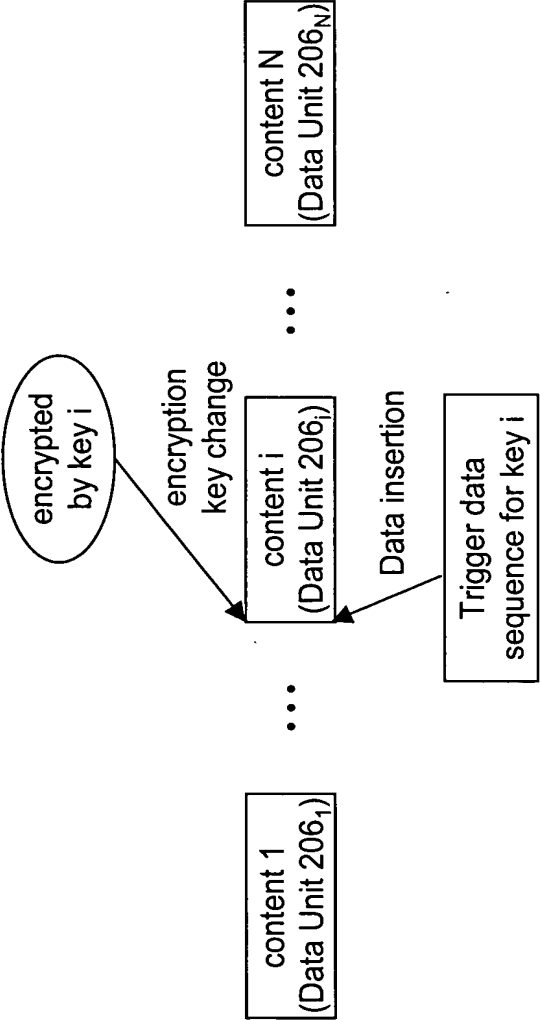 encrypted
by key i
encryption
key change
content 1
(Data Unit 206₁)
...
content i
(Data Unit 206ᵢ)
...
content N
(Data Unit 206_N)
Data insertion
Trigger data
sequence for key i